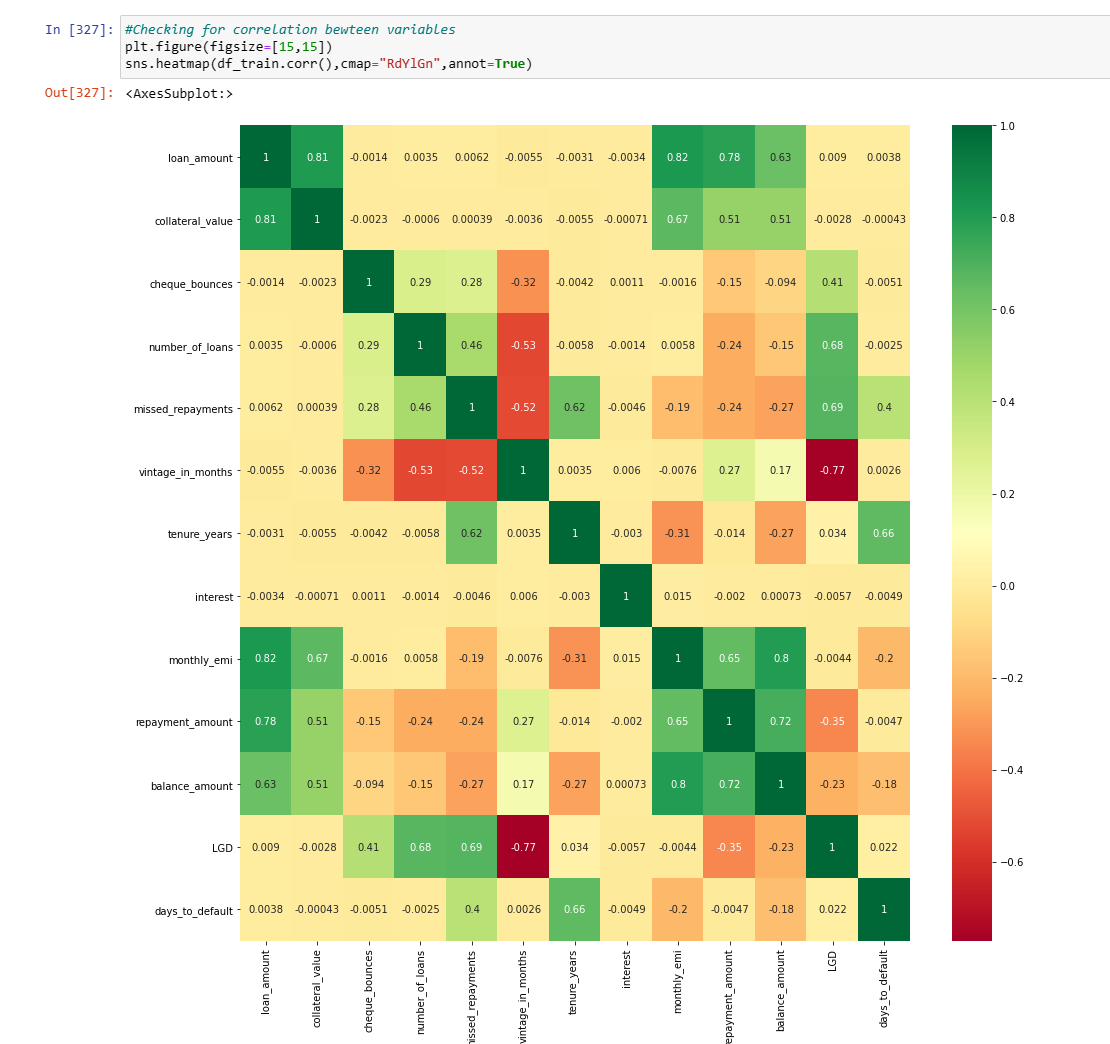 In [327]: #Checking for correlation bewteen variables
plt.figure(figsize=[15,15])
sns.heatmap(df_train.corr(),cmap="RdYlGn",annot=True)
Out[327]: <AxesSubplot:>
loan_amount 1 0.81 -0.0014 0.0035 0.0062 -0.0055 -0.0031 -0.0034 0.82 0.78 0.63 0.009 0.0038
collateral_value 0.81 1 -0.0023 -0.0006 0.00039 -0.0036 -0.0055 -0.00071 0.67 0.51 0.51 -0.0028 -0.00043
cheque_bounces -0.0014 -0.0023 1 0.29 0.28 -0.32 -0.0042 0.0011 -0.0016 -0.15 -0.094 0.41 -0.0051
number_of_loans 0.0035 -0.0006 0.29 1 0.46 -0.53 -0.0058 -0.0014 0.0058 -0.24 -0.15 0.68 -0.0025
missed_repayments 0.0062 0.00039 0.28 0.46 1 -0.52 0.62 -0.0046 -0.19 -0.24 -0.27 0.69 0.4
vintage_in_months -0.0055 -0.0036 -0.32 -0.53 -0.52 1 0.0035 0.006 -0.0076 0.27 0.17 -0.77 0.0026
tenure_years -0.0031 -0.0055 -0.0042 -0.0058 0.62 0.0035 1 -0.003 -0.31 -0.014 -0.27 0.034 0.66
interest -0.0034 -0.00071 0.0011 -0.0014 -0.0046 0.006 -0.003 1 0.015 -0.002 0.00073 -0.0057 -0.0049
monthly_emi 0.82 0.67 -0.0016 0.0058 -0.19 -0.0076 -0.31 0.015 1 0.65 0.8 -0.0044 -0.2
repayment_amount 0.78 0.51 -0.15 -0.24 -0.24 0.27 -0.014 -0.002 0.65 1 0.72 -0.35 -0.0047
balance_amount 0.63 0.51 -0.094 -0.15 -0.27 0.17 -0.27 0.00073 0.8 0.72 1 -0.23 -0.18
LGD 0.009 -0.0028 0.41 0.68 0.69 -0.77 0.034 -0.0057 -0.0044 -0.35 -0.23 1 0.022
days_to_default 0.0038 -0.00043 -0.0051 -0.0025 0.4 0.0026 0.66 -0.0049 -0.2 -0.0047 -0.18 0.022 1
loan_amount
collateral_value
cheque_bounces
number_of_loans
issed_repayments
vintage_in_months
tenure_years
interest
monthly_emi
epayment_amount
balance_amount
LGD
days_to_default
1.0
0.8
0.6
0.4
0.2
0.0
−0.2
−0.4
−0.6